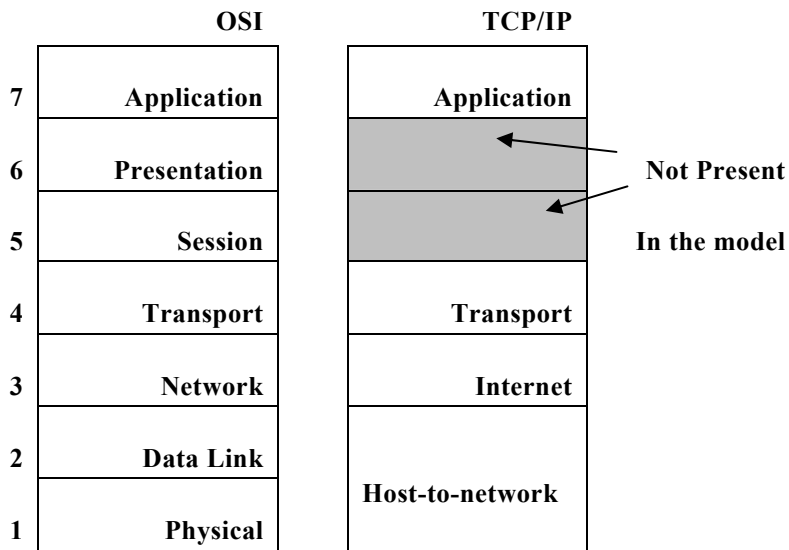 OSI TCP/IP
7 Application Application
6 Presentation Not Present
5 Session In the model
4 Transport Transport
3 Network Internet
2 Data Link
Host-to-network
1 Physical